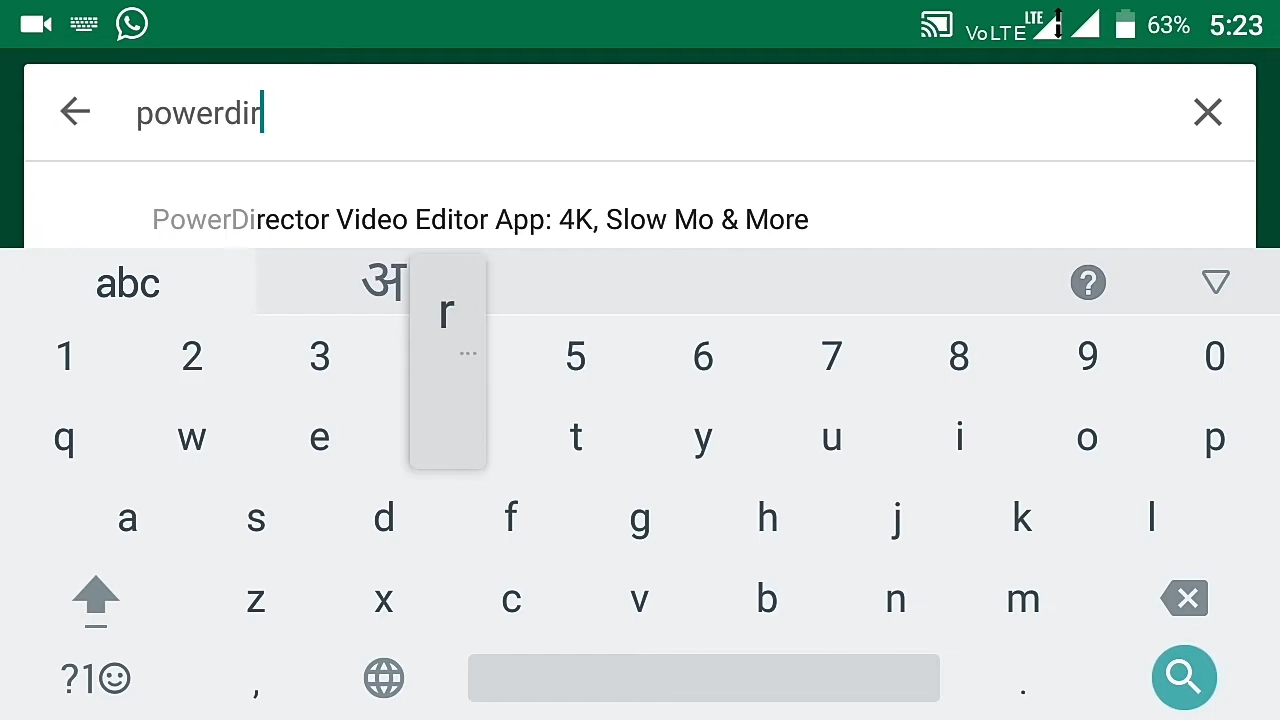 VoLTE LTE 63% 5:23
powerdir
PowerDirector Video Editor App: 4K, Slow Mo & More
abc अ
r
...
1 2 3 5 6 7 8 9 0
q w e t y u i o p
a s d f g h j k l
z x c v b n m
?1☺ , .